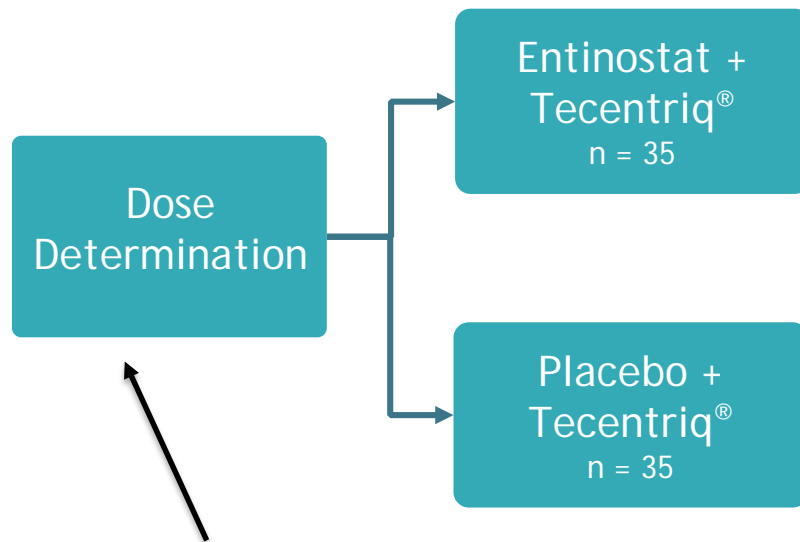 Dose
Determination
Entinostat +
Tecentriq®
n = 35
Placebo +
Tecentriq®
n = 35